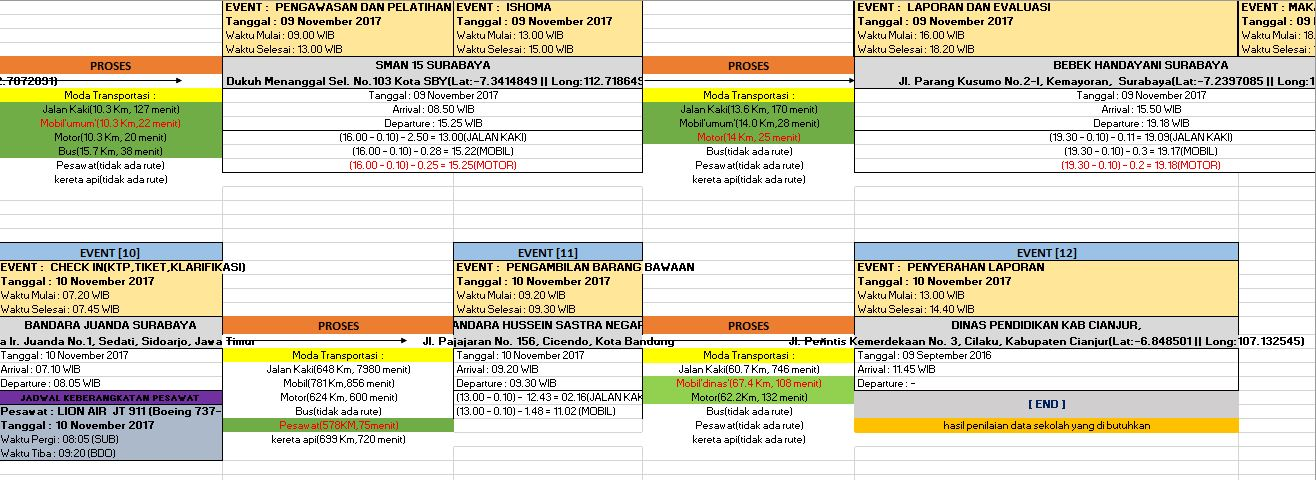 EVENT : PENGAWASAN DAN PELATIHAN
Tanggal : 09 November 2017
Waktu Mulai : 09.00 WIB
Waktu Selesai : 13.00 WIB
EVENT : ISHOMA
Tanggal : 09 November 2017
Waktu Mulai : 13.00 WIB
Waktu Selesai : 15.00 WIB
EVENT : LAPORAN DAN EVALUASI
Tanggal : 09 November 2017
Waktu Mulai : 16.00 WIB
Waktu Selesai : 18.20 WIB
EVENT : MAKA
Tanggal : 09 
Waktu Mulai : 18.
Waktu Selesai :
PROSES
2.7072091)
Moda Transportasi :
Jalan Kaki(10.3 Km, 127 menit)
Mobil'umum'(10.3 Km,22 menit)
Motor(10.3 Km, 20 menit)
Bus(15.7 Km, 38 menit)
Pesawat(tidak ada rute)
kereta api(tidak ada rute)
SMAN 15 SURABAYA
Dukuh Menanggal Sel. No.103 Kota SBY(Lat:-7.3414849 || Long:112.718649
Tanggal : 09 November 2017
Arrival : 08.50 WIB
Departure : 15.25 WIB
(16.00 - 0.10) - 2.50 = 13.00(JALAN KAKI)
(16.00 - 0.10) - 0.28 = 15.22(MOBIL)
(16.00 - 0.10) - 0.25 = 15.25(MOTOR)
PROSES
Moda Transportasi :
Jalan Kaki(13.6 Km, 170 menit)
Mobil'umum'(14.0 Km, 28 menit)
Motor(14 Km, 25 menit)
Bus(tidak ada rute)
Pesawat(tidak ada rute)
kereta api(tidak ada rute)
BEBEK HANDAYANI SURABAYA
Jl. Parang Kusumo No.2-I, Kemayoran, Surabaya(Lat:-7.2397085 || Long:1
Tanggal : 09 November 2017
Arrival : 15.50 WIB
Departure : 19.18 WIB
(19.30 - 0.10) - 0.11 = 19.09(JALAN KAKI)
(19.30 - 0.10) - 0.3 = 19.17(MOBIL)
(19.30 - 0.10) - 0.2 = 19.18(MOTOR)
EVENT [10]
EVENT : CHECK IN(KTP,TIKET,KLARIFIKASI)
Tanggal : 10 November 2017
Waktu Mulai : 07.20 WIB
Waktu Selesai : 07.45 WIB
BANDARA JUANDA SURABAYA
a Ir. Juanda No.1, Sedati, Sidoarjo, Jawa Timur
Tanggal : 10 November 2017
Arrival : 07.10 WIB
Departure : 08.05 WIB
JADWAL KEBERANGKATAN PESAWAT
Pesawat : LION AIR JT 911 (Boeing 737-
Tanggal : 10 November 2017
Waktu Pergi : 08:05 (SUB)
Waktu Tiba : 09:20 (BDO)
PROSES
Moda Transportasi :
Jalan Kaki(648 Km, 7980 menit)
Mobil(781 Km,856 menit)
Motor(624 Km, 600 menit)
Bus(tidak ada rute)
Pesawat(578KM,75menit)
kereta api(699 Km,720 menit)
EVENT [11]
EVENT : PENGAMBILAN BARANG BAWAAN
Tanggal : 10 November 2017
Waktu Mulai : 09.20 WIB
Waktu Selesai : 09.30 WIB
ANDARA HUSSEIN SASTRA NEGAR
Jl. Pajajaran No. 156, Cicendo, Kota Bandung
Tanggal : 10 November 2017
Arrival : 09.20 WIB
Departure : 09.30 WIB
(13.00 - 0.10) - 12.43 = 02.16(JALAN KAK
(13.00 - 0.10) - 1.48 = 11.02 (MOBIL)
PROSES
Moda Transportasi :
Jalan Kaki(60.7 Km, 746 menit)
Mobil'dinas'(67.4 Km, 108 menit)
Motor(62.2Km, 132 menit)
Bus(tidak ada rute)
Pesawat(tidak ada rute)
kereta api(tidak ada rute)
EVENT [12]
EVENT : PENYERAHAN LAPORAN
Tanggal : 10 November 2017
Waktu Mulai : 13.00 WIB
Waktu Selesai : 14.40 WIB
DINAS PENDIDIKAN KAB CIANJUR,
Jl. Perintis Kemerdekaan No. 3, Cilaku, Kabupaten Cianjur(Lat:-6.848501 || Long:107.132545)
Tanggal : 09 September 2016
Arrival : 11.45 WIB
Departure : -
[ END ]
hasil penilaian data sekolah yang di butuhkan